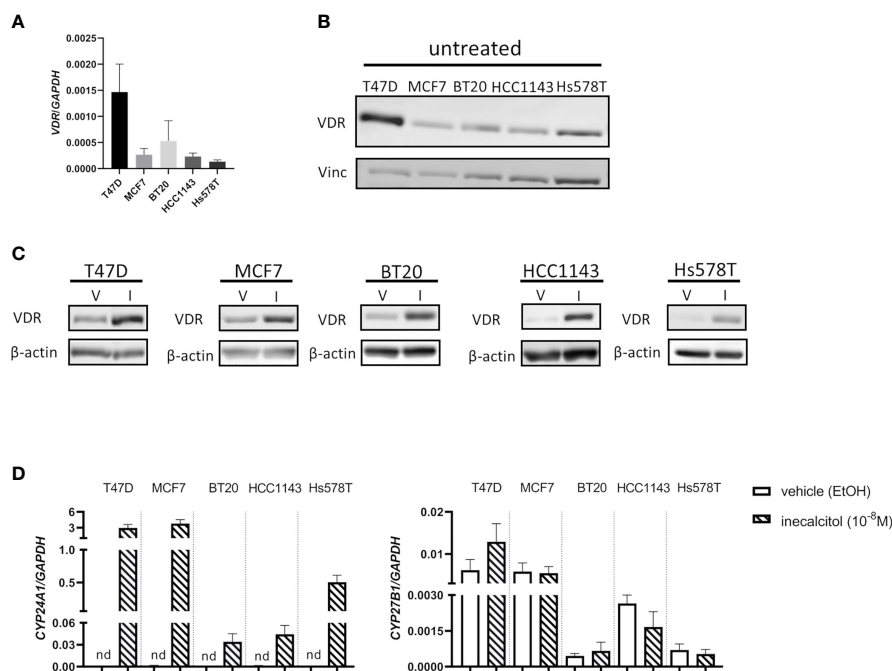 A
VDR/GAPDH
0.0025
0.0020
0.0015
0.0010
0.0005
0.0000
T47D
MCF7
BT20
HCC1143
Hs578T
B
untreated
T47D MCF7 BT20 HCC1143 Hs578T
VDR
Vinc
C
T47D MCF7 BT20 HCC1143 Hs578T
V I V I V I V I V I
VDR VDR VDR VDR VDR
β-actin β-actin β-actin β-actin β-actin
D
T47D MCF7 BT20 HCC1143 Hs578T
CYP24A1/GAPDH
6
3
1.0
0.5
0.06
0.03
0.00
nd nd nd nd nd
T47D MCF7 BT20 HCC1143 Hs578T
CYP27B1/GAPDH
0.02
0.01
0.0030
0.0015
0.0000
vehicle (EtOH)
inecalcitol (10⁻⁸M)